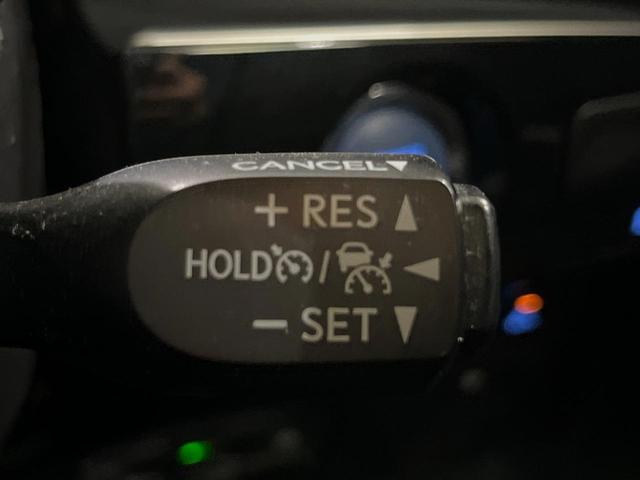 CANCEL▼
+ RES ▲
HOLD / ◀
− SET ▼